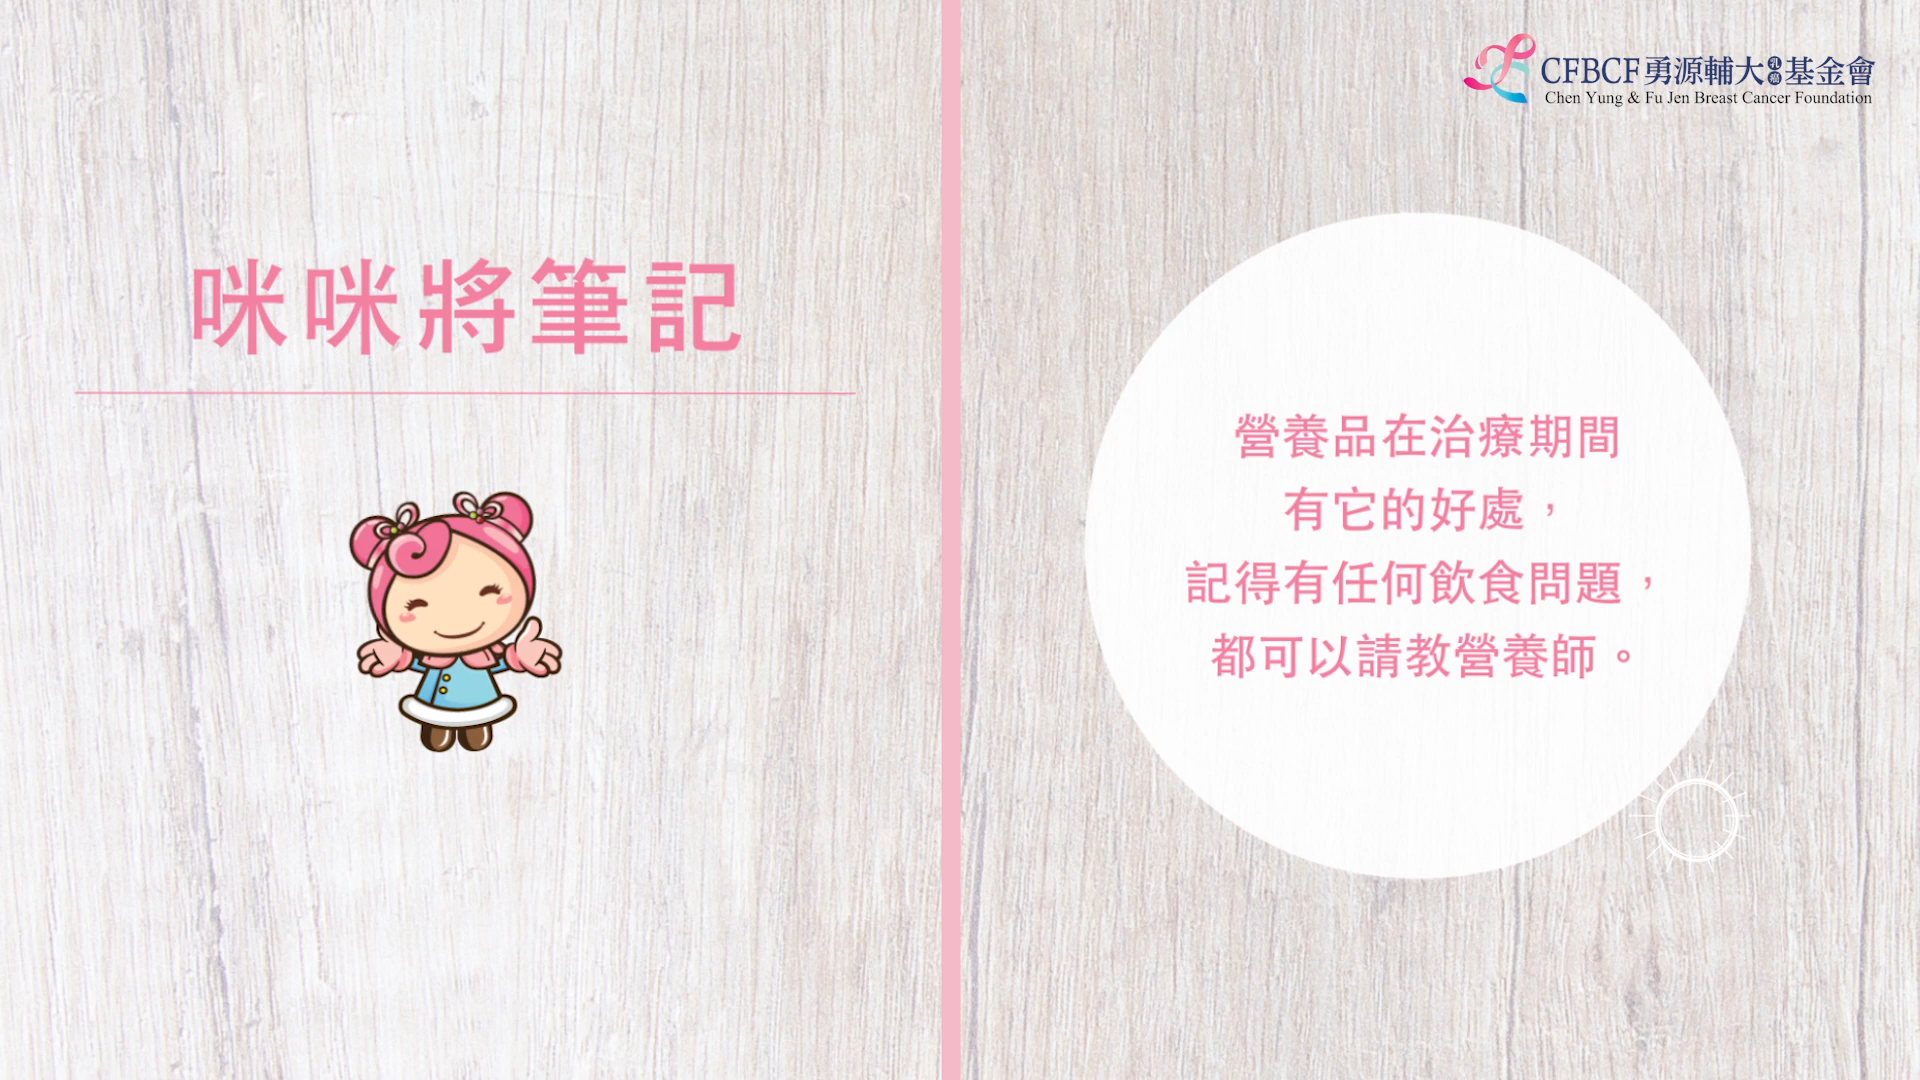 CFBCF勇源輔大乳癌基金會
Chen Yung & Fu Jen Breast Cancer Foundation
咪咪將筆記
營養品在治療期間
有它的好處，
記得有任何飲食問題，
都可以請教營養師。